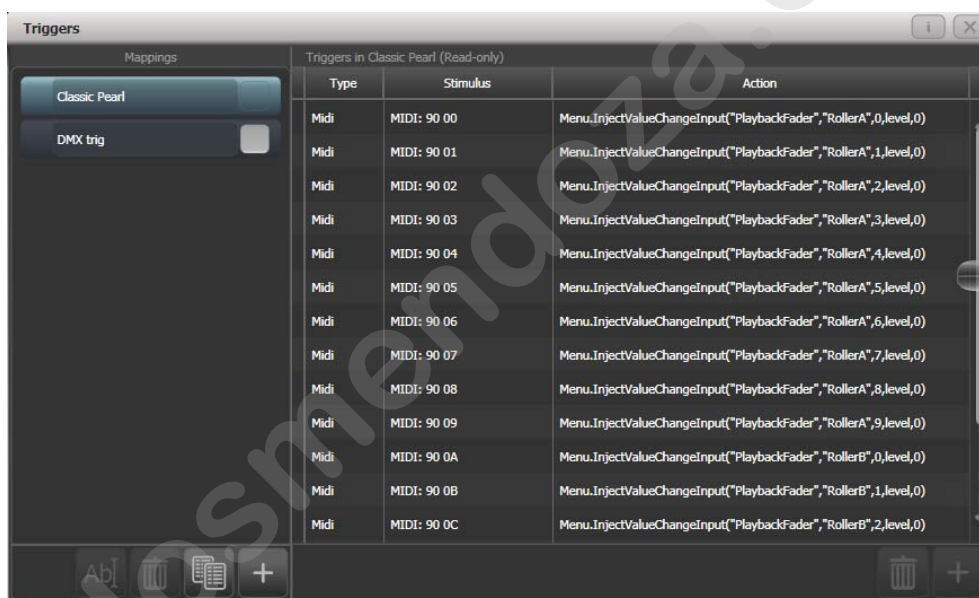 Triggers
Mappings
Triggers in Classic Pearl (Read-only)
Classic Pearl
DMX trig
Type Stimulus Action
Midi MIDI: 90 00 Menu.InjectValueChangeInput("PlaybackFader","RollerA",0,level,0)
Midi MIDI: 90 01 Menu.InjectValueChangeInput("PlaybackFader","RollerA",1,level,0)
Midi MIDI: 90 02 Menu.InjectValueChangeInput("PlaybackFader","RollerA",2,level,0)
Midi MIDI: 90 03 Menu.InjectValueChangeInput("PlaybackFader","RollerA",3,level,0)
Midi MIDI: 90 04 Menu.InjectValueChangeInput("PlaybackFader","RollerA",4,level,0)
Midi MIDI: 90 05 Menu.InjectValueChangeInput("PlaybackFader","RollerA",5,level,0)
Midi MIDI: 90 06 Menu.InjectValueChangeInput("PlaybackFader","RollerA",6,level,0)
Midi MIDI: 90 07 Menu.InjectValueChangeInput("PlaybackFader","RollerA",7,level,0)
Midi MIDI: 90 08 Menu.InjectValueChangeInput("PlaybackFader","RollerA",8,level,0)
Midi MIDI: 90 09 Menu.InjectValueChangeInput("PlaybackFader","RollerA",9,level,0)
Midi MIDI: 90 0A Menu.InjectValueChangeInput("PlaybackFader","RollerB",0,level,0)
Midi MIDI: 90 0B Menu.InjectValueChangeInput("PlaybackFader","RollerB",1,level,0)
Midi MIDI: 90 0C Menu.InjectValueChangeInput("PlaybackFader","RollerB",2,level,0)
Ab
osmendoza.